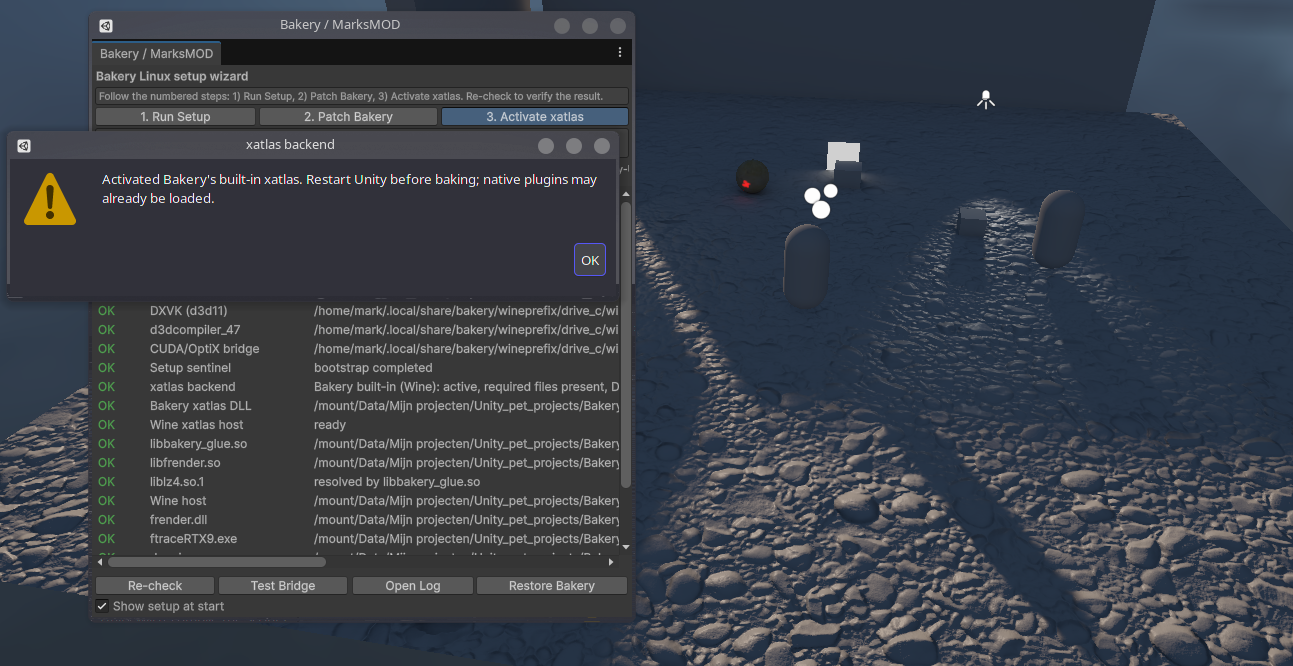 Bakery / MarksMOD
Bakery / MarksMOD
Bakery Linux setup wizard
Follow the numbered steps: 1) Run Setup, 2) Patch Bakery, 3) Activate xatlas. Re-check to verify the result.
1. Run Setup 2. Patch Bakery 3. Activate xatlas
xatlas backend
Activated Bakery's built-in xatlas. Restart Unity before baking; native plugins may
already be loaded.
OK
OK DXVK (d3d11) /home/mark/.local/share/bakery/wineprefix/drive_c/wi
OK d3dcompiler_47 /home/mark/.local/share/bakery/wineprefix/drive_c/wi
OK CUDA/OptiX bridge /home/mark/.local/share/bakery/wineprefix/drive_c/wi
OK Setup sentinel bootstrap completed
OK xatlas backend Bakery built-in (Wine): active, required files present, D
OK Bakery xatlas DLL /mount/Data/Mijn projecten/Unity_pet_projects/Bakery
OK Wine xatlas host ready
OK libbakery_glue.so /mount/Data/Mijn projecten/Unity_pet_projects/Bakery
OK libfrender.so /mount/Data/Mijn projecten/Unity_pet_projects/Bakery
OK liblz4.so.1 resolved by libbakery_glue.so
OK Wine host /mount/Data/Mijn projecten/Unity_pet_projects/Bakery
OK frender.dll /mount/Data/Mijn projecten/Unity_pet_projects/Bakery
OK ftraceRTX9.exe /mount/Data/Mijn projecten/Unity_pet_projects/Bakery
Re-check Test Bridge Open Log Restore Bakery
Show setup at start